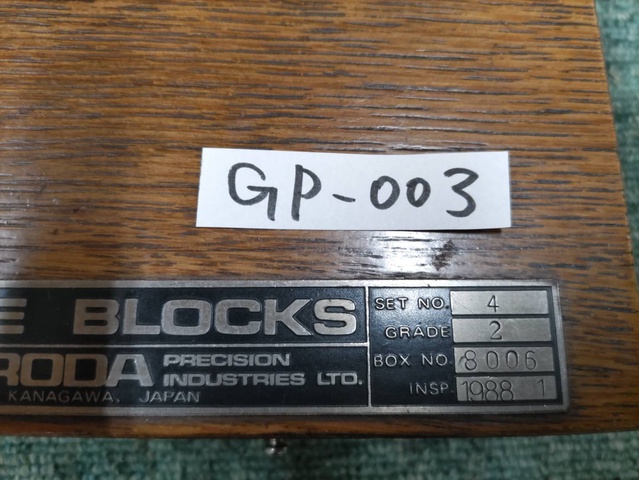 GP-003
E BLOCKS
RODA PRECISION INDUSTRIES LTD.
KANAGAWA, JAPAN
SET NO. 4
GRADE 2
BOX NO. 8006
INSP. 1988 1